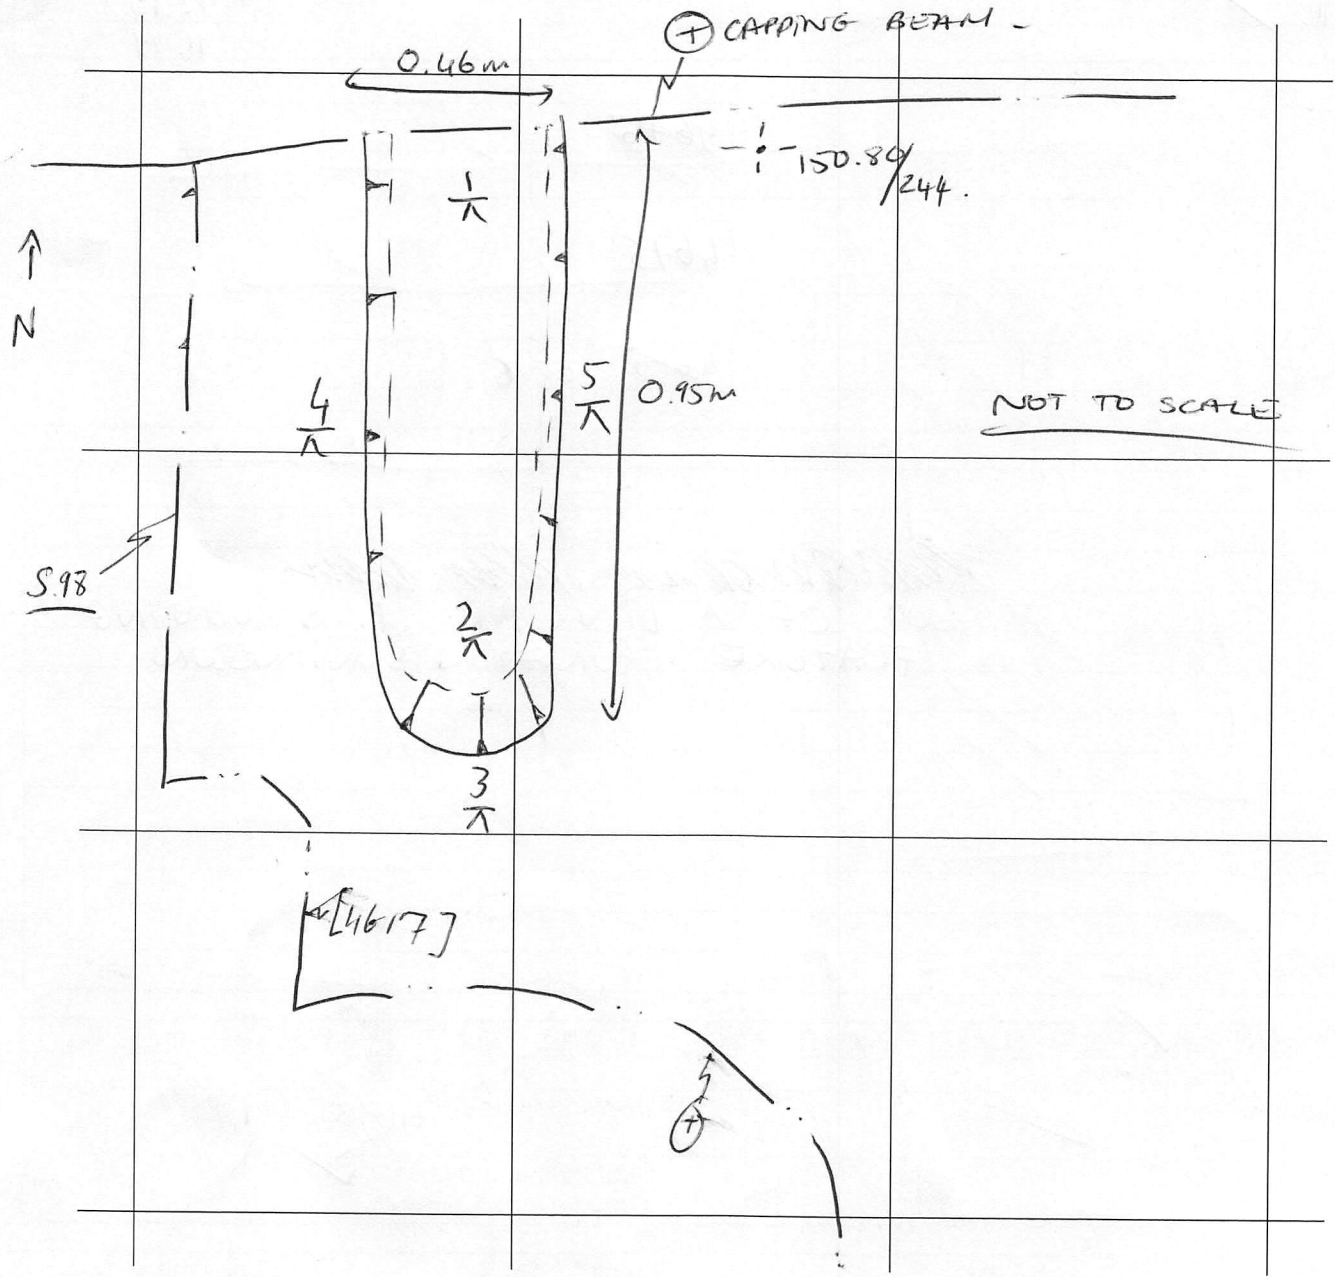 ⊕ CAPPING BEAM -
0.46m
150.80/244.
1/⊼
N
4/⊼
5/⊼
0.95m
NOT TO SCALE
S.98
2/⊼
3/⊼
[4617]
⊕